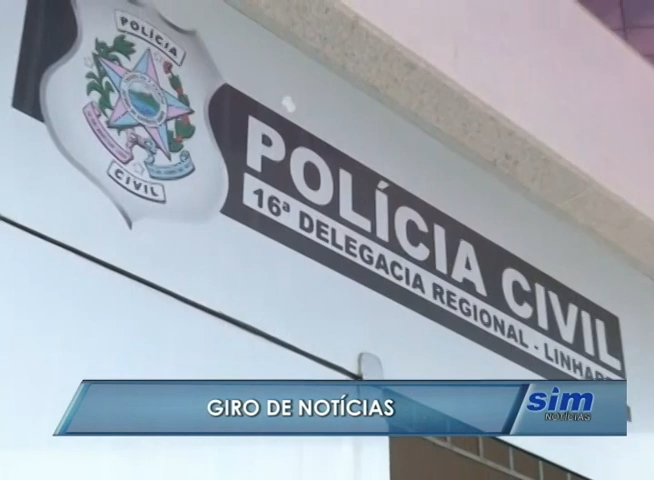 POLÍCIA
CIVIL
POLÍCIA CIVIL
16ª DELEGACIA REGIONAL - LINHARES
GIRO DE NOTÍCIAS
sim
NOTÍCIAS